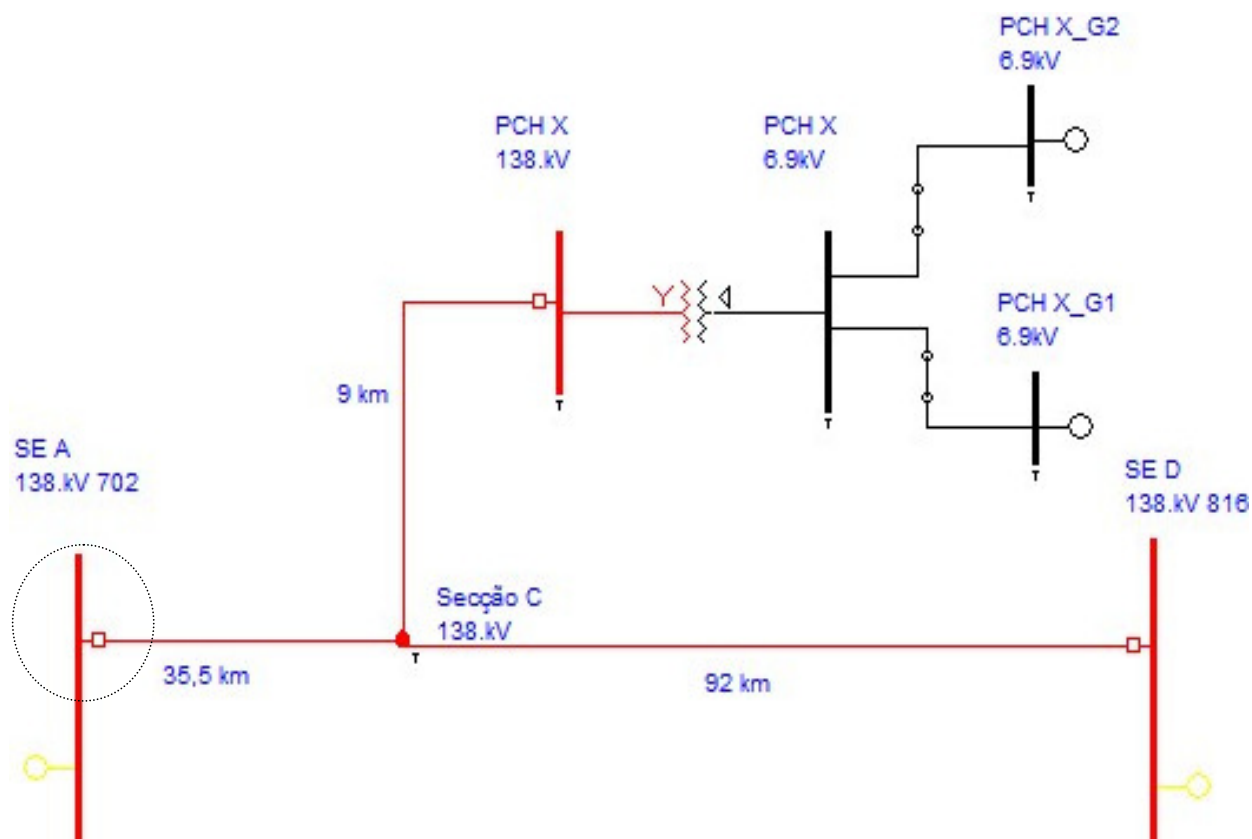 PCH X_G2
6.9kV
PCH X
138.kV
PCH X
6.9kV
PCH X_G1
6.9kV
9 km
SE A
138.kV 702
SE D
138.kV 816
Secção C
138.kV
35,5 km
92 km
T
T
T
T
T